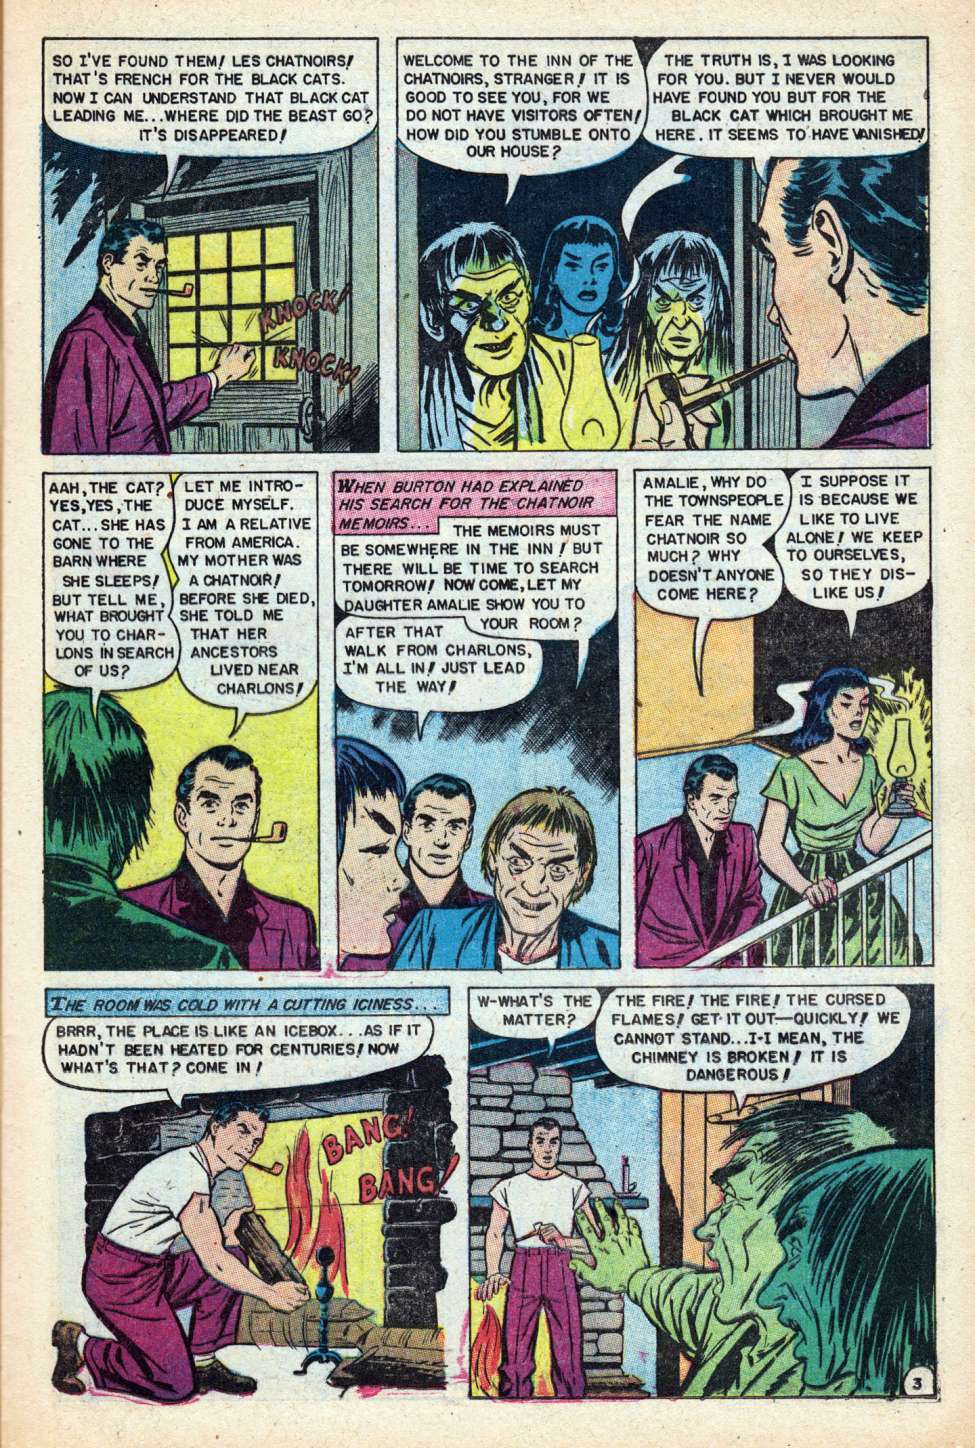 SO I'VE FOUND THEM! LES CHATNOIRS!
THAT'S FRENCH FOR THE BLACK CATS.
NOW I CAN UNDERSTAND THAT BLACK CAT
LEADING ME...WHERE DID THE BEAST GO?
IT'S DISAPPEARED!
KNOCK!
KNOCK!
WELCOME TO THE INN OF THE
CHATNOIRS, STRANGER! IT IS
GOOD TO SEE YOU, FOR WE
DO NOT HAVE VISITORS OFTEN!
HOW DID YOU STUMBLE ONTO
OUR HOUSE?
THE TRUTH IS, I WAS LOOKING
FOR YOU. BUT I NEVER WOULD
HAVE FOUND YOU BUT FOR THE
BLACK CAT WHICH BROUGHT ME
HERE. IT SEEMS TO HAVE VANISHED!
AAH, THE CAT?
YES, YES, THE
CAT...SHE HAS
GONE TO THE
BARN WHERE
SHE SLEEPS!
BUT TELL ME,
WHAT BROUGHT
YOU TO CHAR-
LONS IN SEARCH
OF US?
LET ME INTRO-
DUCE MYSELF.
I AM A RELATIVE
FROM AMERICA.
MY MOTHER WAS
A CHATNOIR!
BEFORE SHE DIED,
SHE TOLD ME
THAT HER
ANCESTORS
LIVED NEAR
CHARLONS!
WHEN BURTON HAD EXPLAINED
HIS SEARCH FOR THE CHATNOIR
MEMOIRS...
THE MEMOIRS MUST
BE SOMEWHERE IN THE INN! BUT
THERE WILL BE TIME TO SEARCH
TOMORROW! NOW COME, LET MY
DAUGHTER AMALIE SHOW YOU TO
YOUR ROOM?
AFTER THAT
WALK FROM CHARLONS,
I'M ALL IN! JUST LEAD
THE WAY!
AMALIE, WHY DO
THE TOWNSPEOPLE
FEAR THE NAME
CHATNOIR SO
MUCH? WHY
DOESN'T ANYONE
COME HERE?
I SUPPOSE IT
IS BECAUSE WE
LIKE TO LIVE
ALONE! WE KEEP
TO OURSELVES,
SO THEY DIS-
LIKE US!
THE ROOM WAS COLD WITH A CUTTING ICINESS...
BRRR, THE PLACE IS LIKE AN ICEBOX...AS IF IT
HADN'T BEEN HEATED FOR CENTURIES! NOW
WHAT'S THAT? COME IN!
BANG!
BANG!
W-WHAT'S THE
MATTER?
THE FIRE! THE FIRE! THE CURSED
FLAMES! GET IT OUT—QUICKLY! WE
CANNOT STAND...I-I MEAN, THE
CHIMNEY IS BROKEN! IT IS
DANGEROUS!
3